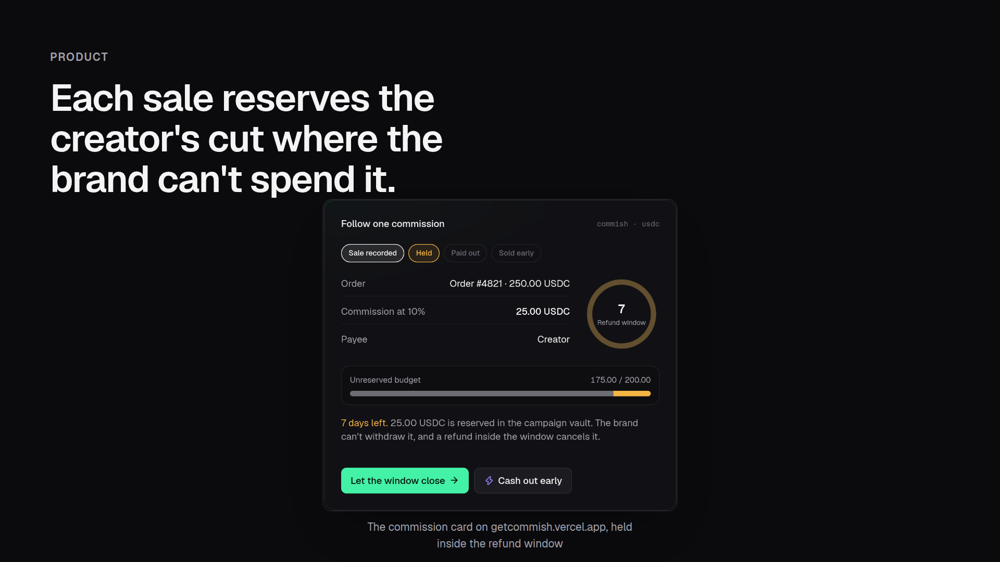 PRODUCT
Each sale reserves the
creator's cut where the
brand can't spend it.
Follow one commission
commish · usdc
Sale recorded
Held
Paid out
Sold early
Order
Order #4821 · 250.00 USDC
Commission at 10%
25.00 USDC
Payee
Creator
7
Refund window
Unreserved budget
175.00 / 200.00
7 days left. 25.00 USDC is reserved in the campaign vault. The brand
can't withdraw it, and a refund inside the window cancels it.
Let the window close →
Cash out early
The commission card on getcommish.vercel.app, held
inside the refund window